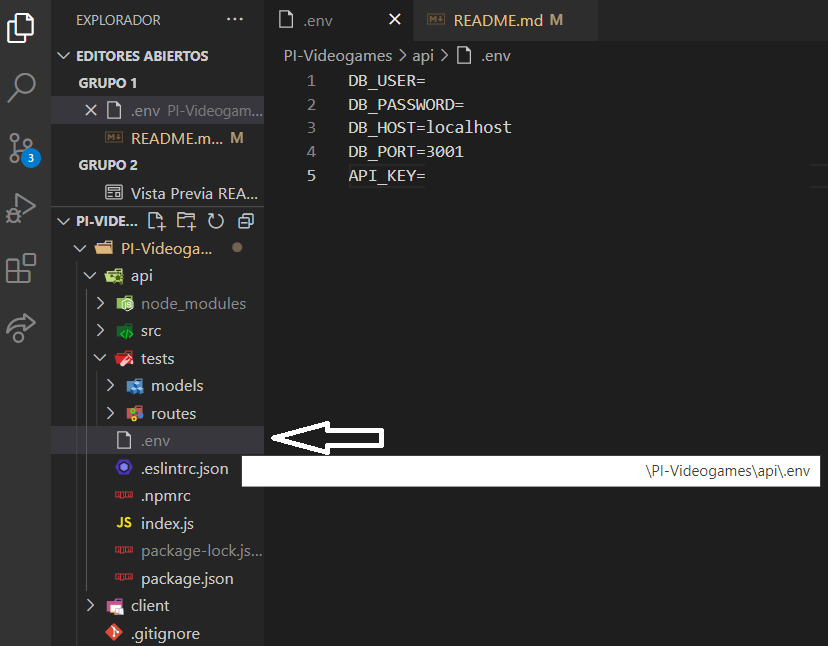 EXPLORADOR ...
EDITORES ABIERTOS
GRUPO 1
.env PI-Videogam...
README.m... M
GRUPO 2
Vista Previa REA...
PI-VIDE...
PI-Videoga...
api
node_modules
src
tests
models
routes
.env
.eslintrc.json
.npmrc
JS index.js
package-lock.js...
package.json
client
.gitignore
3
.env
README.md M
PI-Videogames > api > .env
1 DB_USER=
2 DB_PASSWORD=
3 DB_HOST=localhost
4 DB_PORT=3001
5 API_KEY=
\PI-Videogames\api\.env